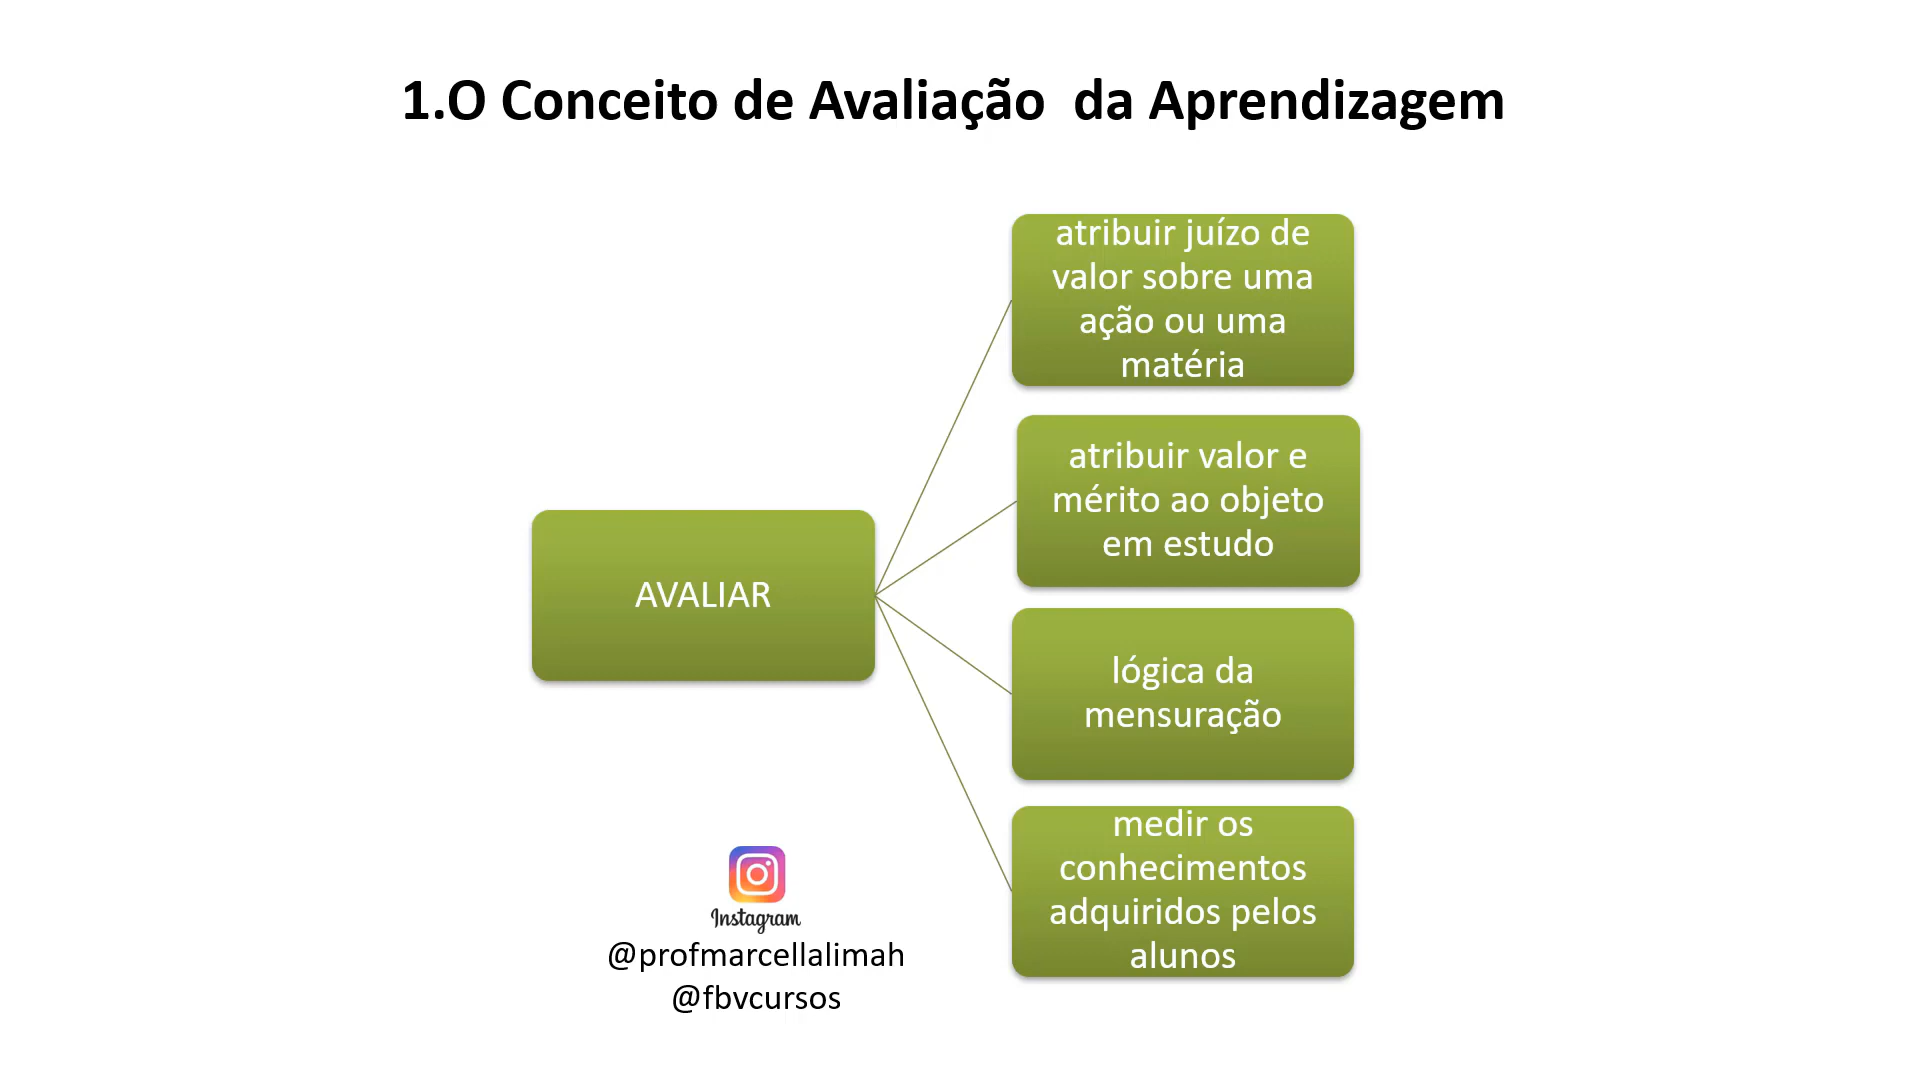 1.O Conceito de Avaliação  da Aprendizagem
atribuir juízo de
valor sobre uma
ação ou uma
matéria
atribuir valor e
mérito ao objeto
em estudo
AVALIAR
lógica da
mensuração
medir os
conhecimentos
adquiridos pelos
alunos
Instagram
@profmarcellalimah
@fbvcursos